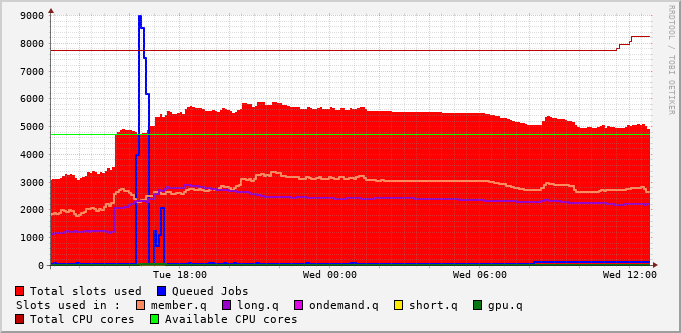 RRDTOOL / TOBI OETIKER
9000
8000
7000
6000
5000
4000
3000
2000
1000
0
Tue 18:00 Wed 00:00 Wed 06:00 Wed 12:00
Total slots used Queued Jobs
Slots used in : member.q long.q ondemand.q short.q gpu.q
Total CPU cores Available CPU cores